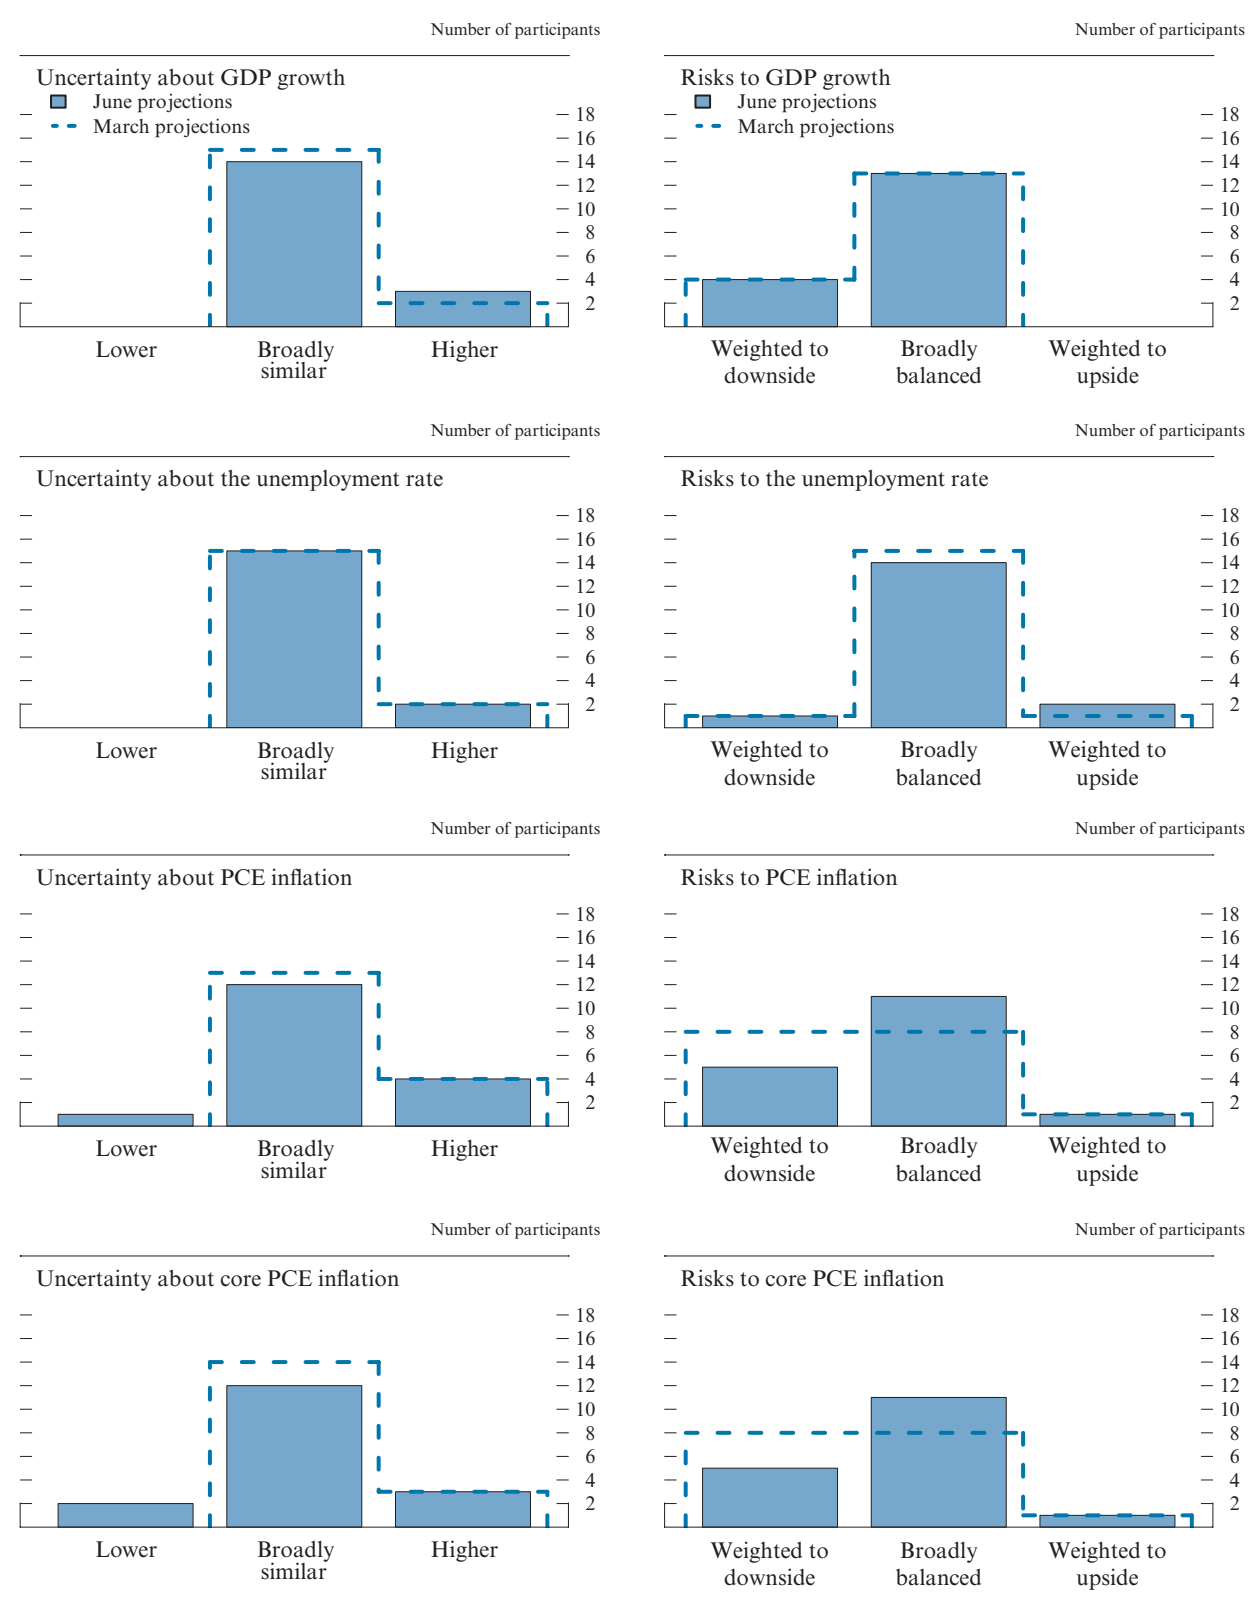 Number of participants
Uncertainty about GDP growth
June projections
March projections
18
16
14
12
10
8
6
4
2
Lower
Broadly
similar
Higher
Number of participants
Risks to GDP growth
June projections
March projections
18
16
14
12
10
8
6
4
2
Weighted to
downside
Broadly
balanced
Weighted to
upside
Number of participants
Uncertainty about the unemployment rate
18
16
14
12
10
8
6
4
2
Lower
Broadly
similar
Higher
Number of participants
Risks to the unemployment rate
18
16
14
12
10
8
6
4
2
Weighted to
downside
Broadly
balanced
Weighted to
upside
Number of participants
Uncertainty about PCE inflation
18
16
14
12
10
8
6
4
2
Lower
Broadly
similar
Higher
Number of participants
Risks to PCE inflation
18
16
14
12
10
8
6
4
2
Weighted to
downside
Broadly
balanced
Weighted to
upside
Number of participants
Uncertainty about core PCE inflation
18
16
14
12
10
8
6
4
2
Lower
Broadly
similar
Higher
Number of participants
Risks to core PCE inflation
18
16
14
12
10
8
6
4
2
Weighted to
downside
Broadly
balanced
Weighted to
upside